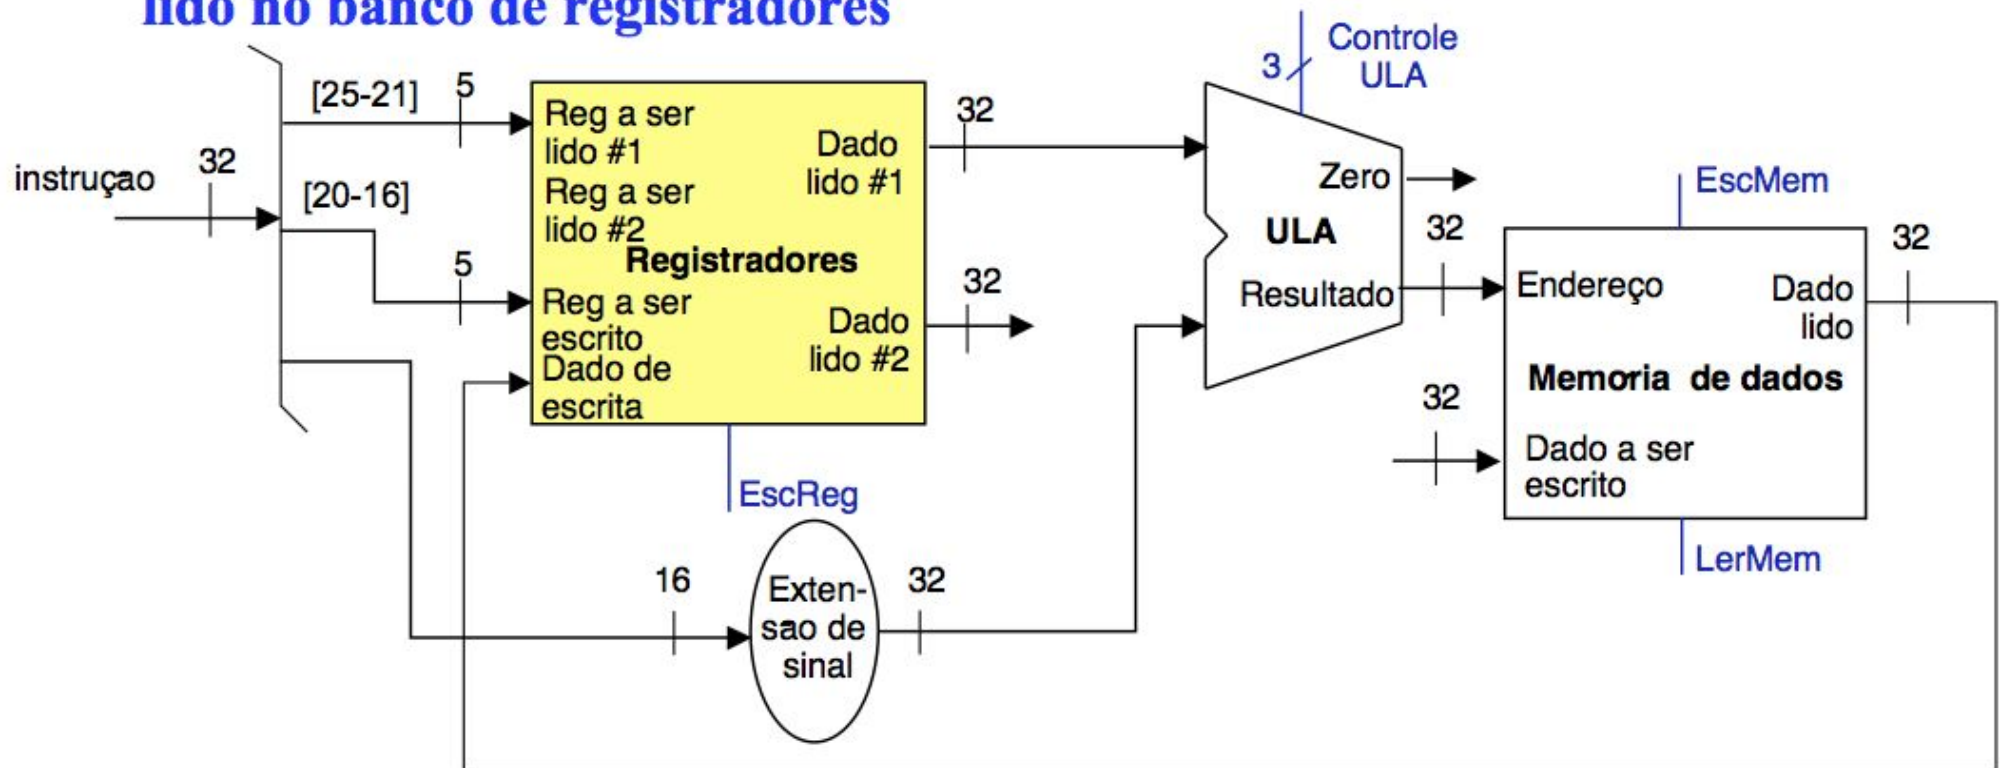 lido no banco de registradores
instruçao
32
[25-21]
5
[20-16]
5
Reg a ser
lido #1
Reg a ser
lido #2
Registradores
Reg a ser
escrito
Dado de
escrita
Dado
lido #1
Dado
lido #2
32
32
EscReg
16
Exten-
sao de
sinal
32
3
Controle
ULA
Zero
ULA
Resultado
32
EscMem
Endereço
Dado
lido
32
Memoria de dados
32
Dado a ser
escrito
LerMem